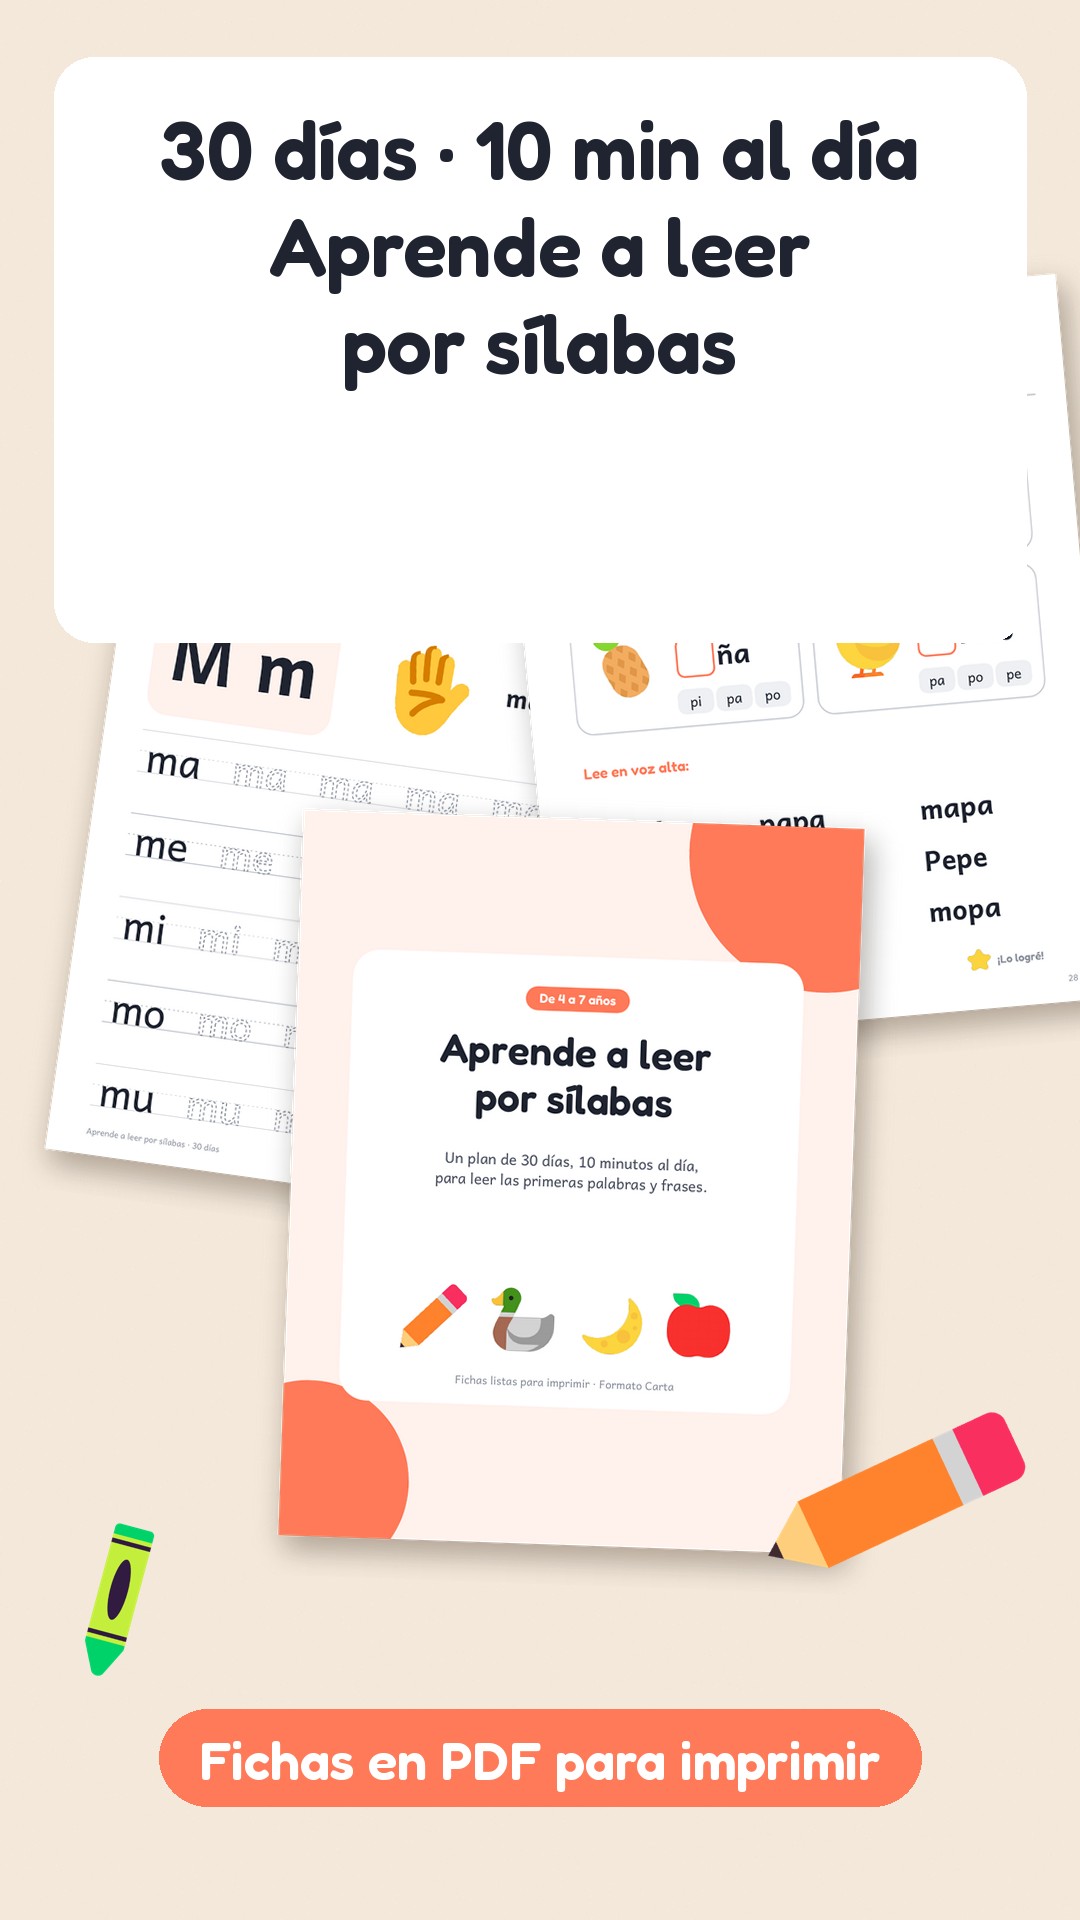 30 días · 10 min al día
Aprende a leer
por sílabas
M m
ma ma ma ma
me me
mi mi
mo mo
mu mu
Aprende a leer por sílabas · 30 días
ña
pi pa po
pa po pe
Lee en voz alta:
papa mapa
Pepe
mopa
¡Lo logré!
28
De 4 a 7 años
Aprende a leer
por sílabas
Un plan de 30 días, 10 minutos al día,
para leer las primeras palabras y frases.
Fichas listas para imprimir · Formato Carta
Fichas en PDF para imprimir